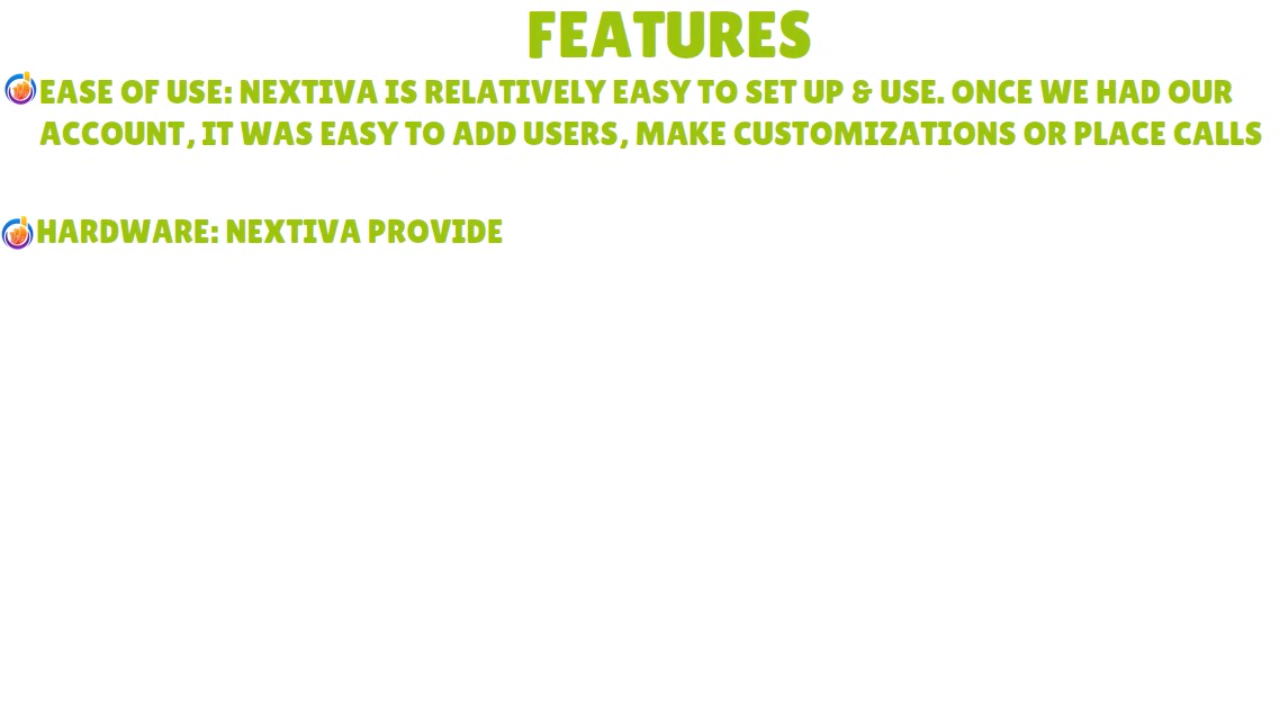 FEATURES
EASE OF USE: NEXTIVA IS RELATIVELY EASY TO SET UP & USE. ONCE WE HAD OUR
ACCOUNT, IT WAS EASY TO ADD USERS, MAKE CUSTOMIZATIONS OR PLACE CALLS
HARDWARE: NEXTIVA PROVIDE